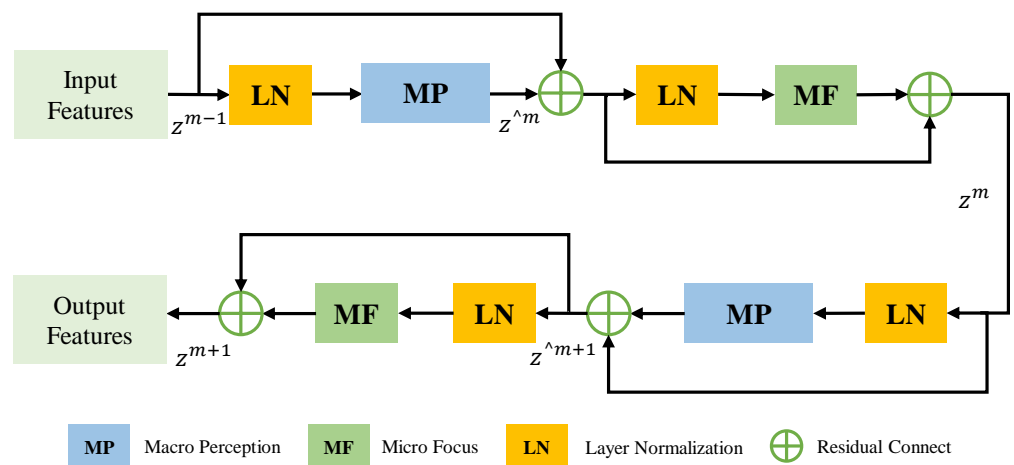 Input
Features
LN
MP
LN
MF
z^{m-1}
z^{^m}
z^{m}
Output
Features
MF
LN
MP
LN
z^{m+1}
z^{^m+1}
MP Macro Perception MF Micro Focus LN Layer Normalization Residual Connect